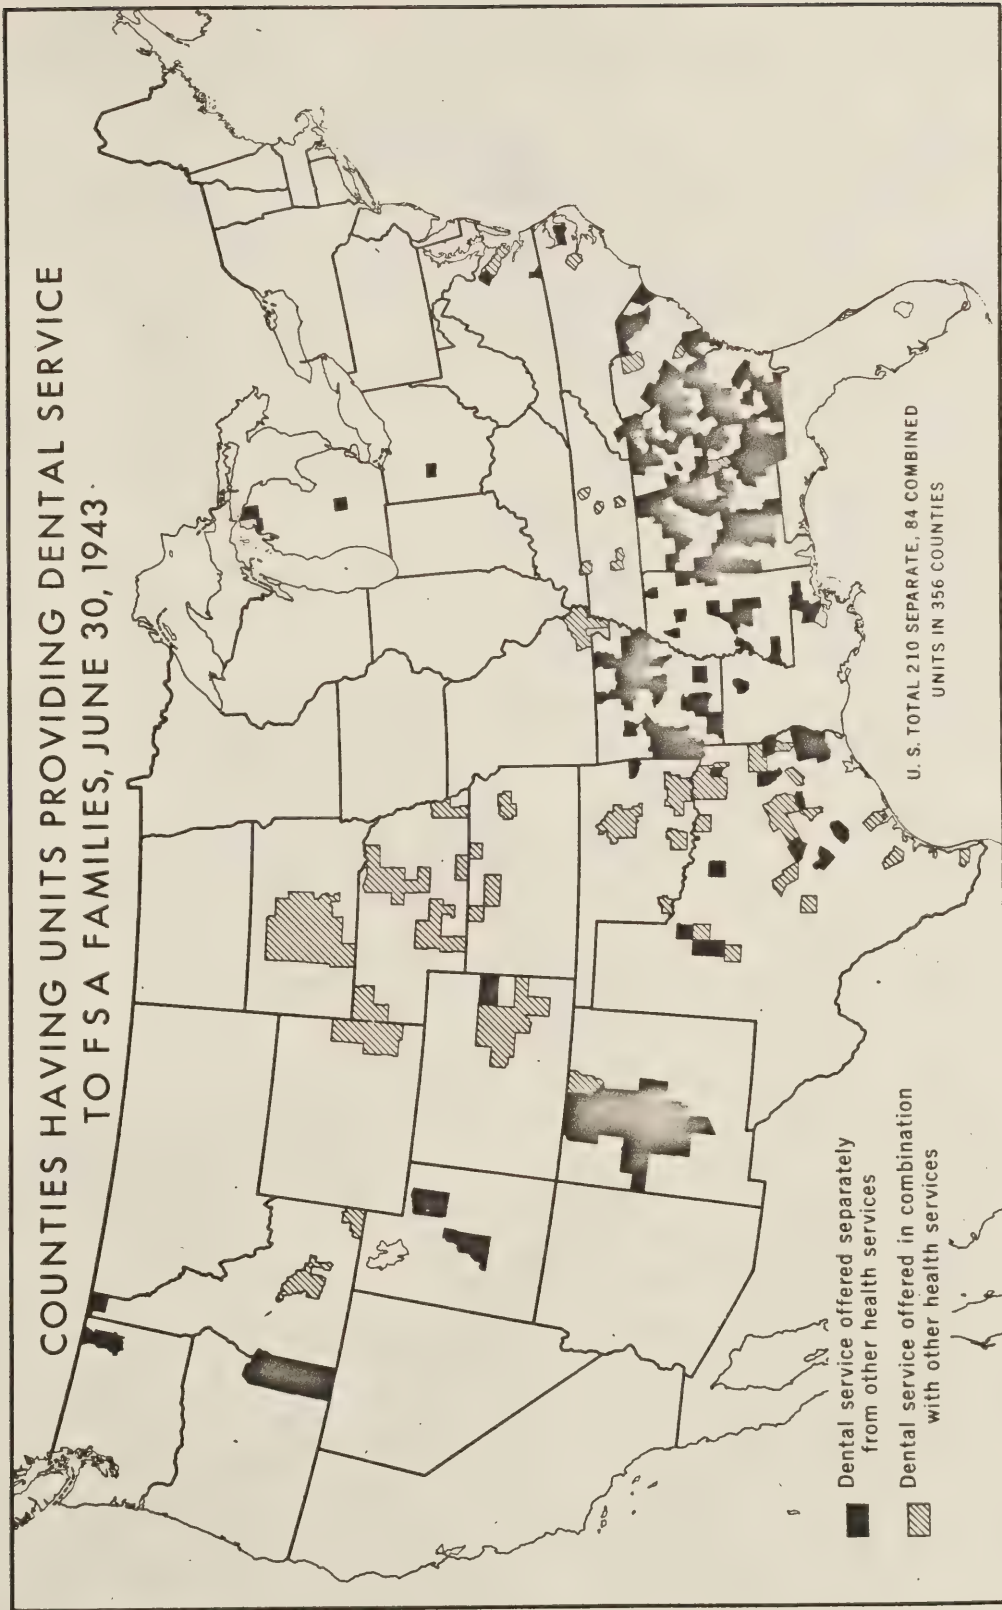 COUNTIES HAVING UNITS PROVIDING DENTAL SERVICE
TO F S A FAMILIES, JUNE 30, 1943
U. S. TOTAL 210 SEPARATE, 84 COMBINED
UNITS IN 356 COUNTIES
Dental service offered separately
from other health services
Dental service offered in combination
with other health services